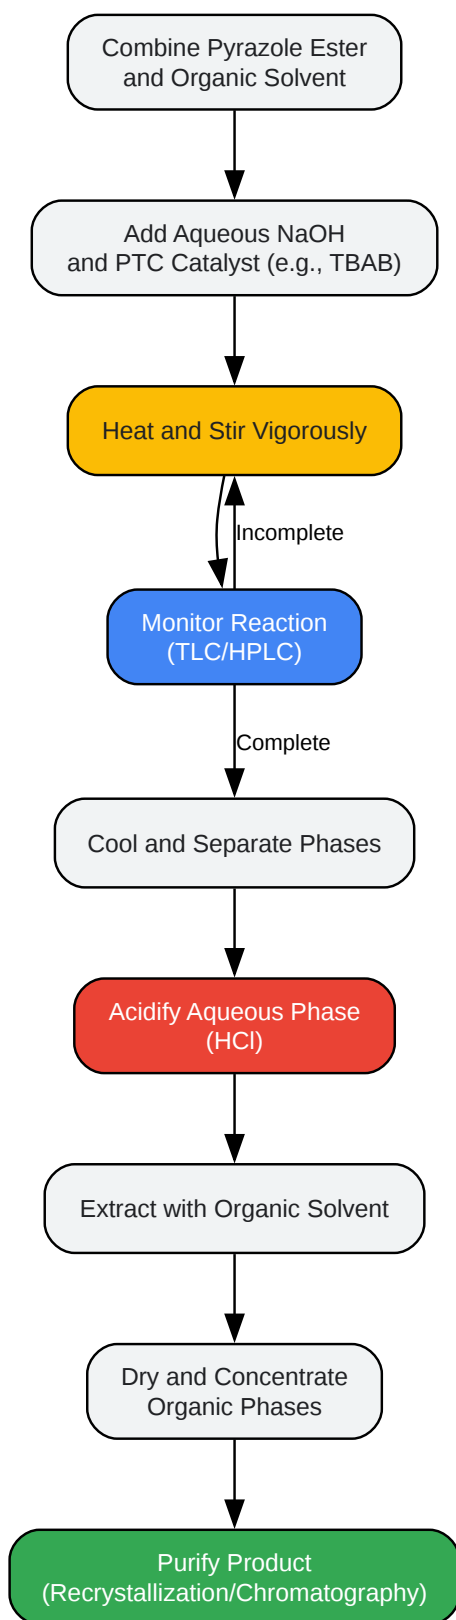 Combine Pyrazole Ester
and Organic Solvent
Add Aqueous NaOH
and PTC Catalyst (e.g., TBAB)
Heat and Stir Vigorously
Incomplete
Monitor Reaction
(TLC/HPLC)
Complete
Cool and Separate Phases
Acidify Aqueous Phase
(HCl)
Extract with Organic Solvent
Dry and Concentrate
Organic Phases
Purify Product
(Recrystallization/Chromatography)